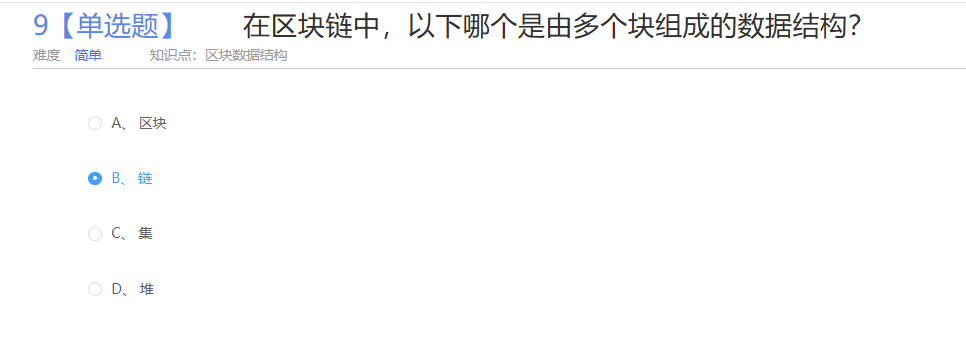 9【单选题】 在区块链中，以下哪个是由多个块组成的数据结构？
难度 简单 知识点：区块数据结构
A、 区块
B、 链
C、 集
D、 堆